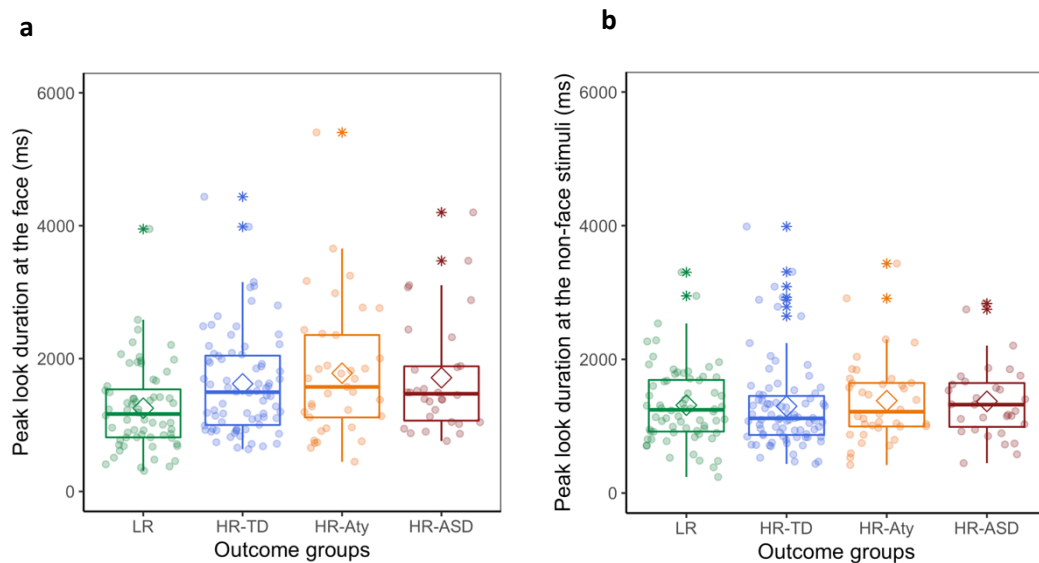 a
Peak look duration at the face (ms)
6000
4000
2000
0
LR HR-TD HR-Aty HR-ASD
Outcome groups
b
Peak look duration at the non-face stimuli (ms)
6000
4000
2000
0
LR HR-TD HR-Aty HR-ASD
Outcome groups